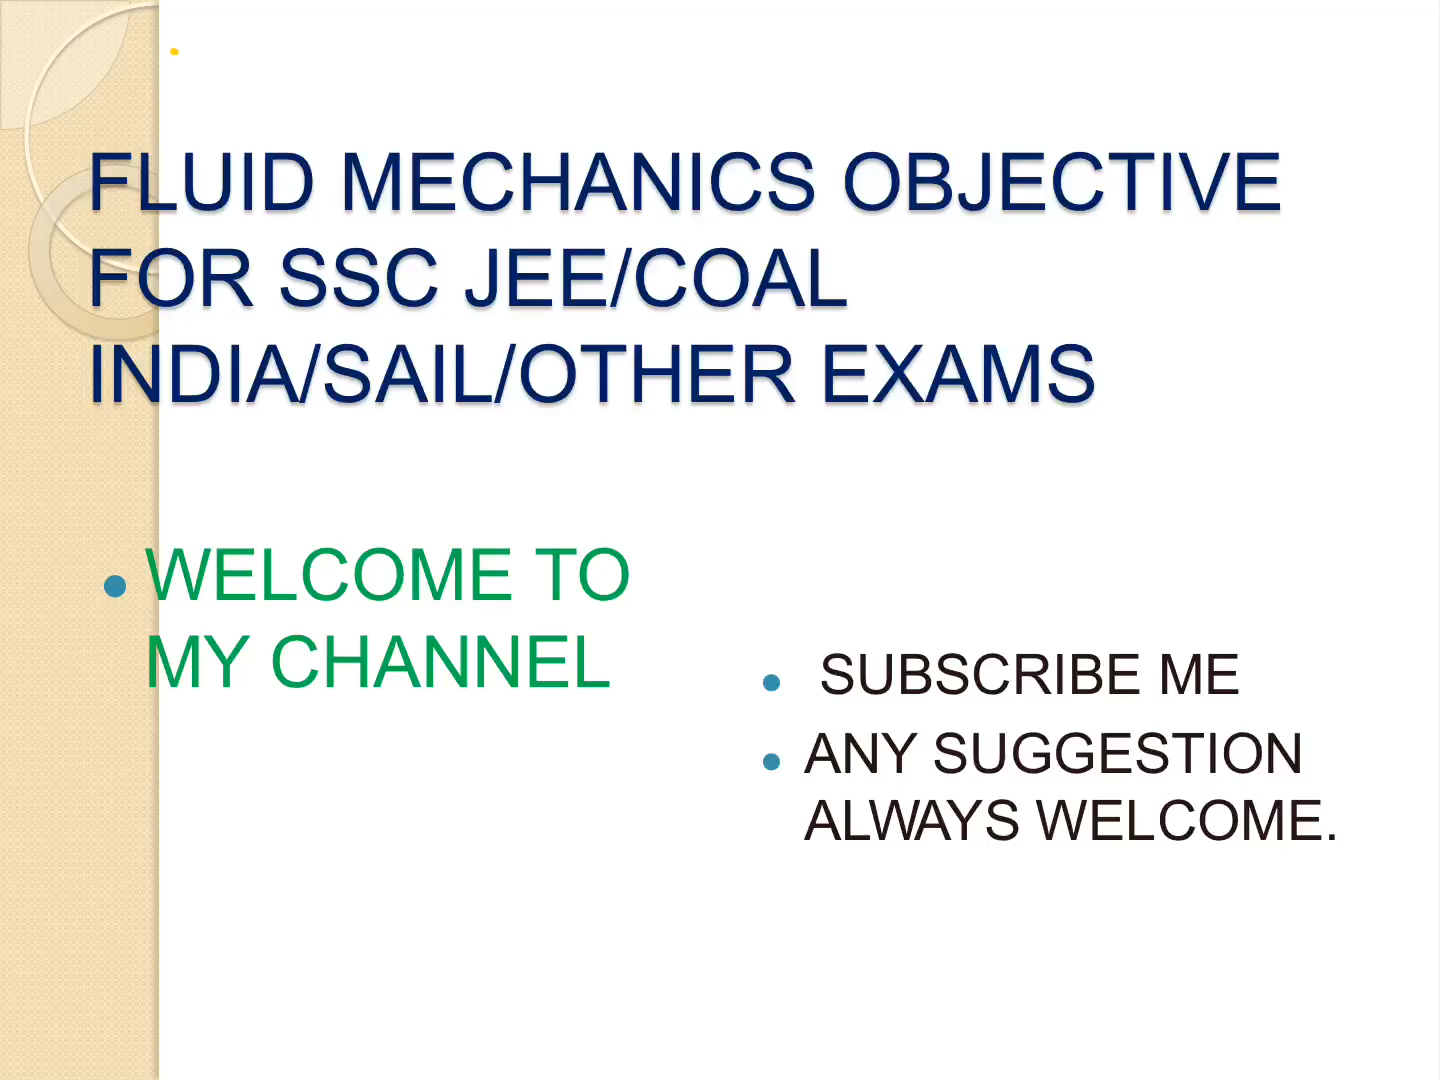 FLUID MECHANICS OBJECTIVE
FOR SSC JEE/COAL
INDIA/SAIL/OTHER EXAMS
WELCOME TO
MY CHANNEL
SUBSCRIBE ME
ANY SUGGESTION
ALWAYS WELCOME.